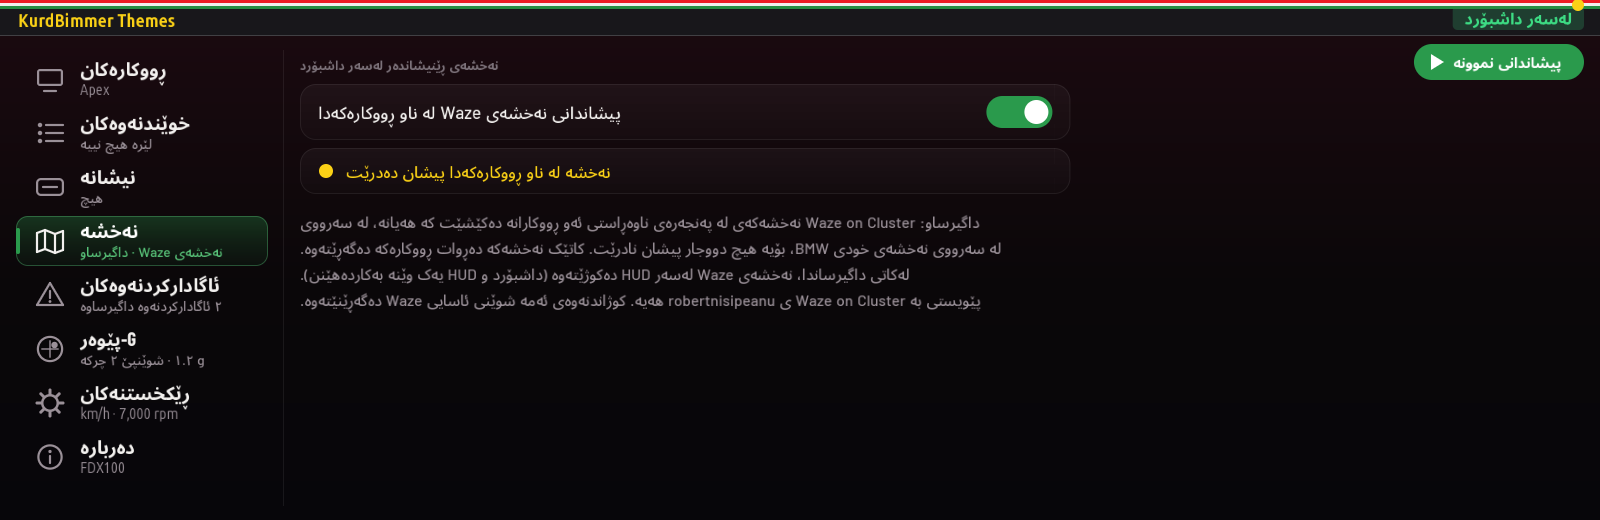 KurdBimmer Themes
لەسەر داشبۆرد
پیشاندانی نموونە
ڕووکارەکان
Apex
خوێندنەوەکان
لێرە هیچ نییە
نیشانە
هیچ
نەخشە
نەخشەی Waze · داگیرساو
ئاگادارکردنەوەکان
٢ ئاگادارکردنەوە داگیرساوە
G-پێوەر
١.٢ g · شوێنپێ ٢ چرکە
ڕێکخستنەکان
km/h · 7,000 rpm
دەربارە
FDX100
نەخشەی ڕێنیشاندەر لەسەر داشبۆرد
پیشاندانی نەخشەی Waze لە ناو ڕووکارەکەدا
نەخشە لە ناو ڕووکارەکەدا پیشان دەدرێت
داگیرساو: Waze on Cluster نەخشەکەی لە پەنجەرەی ناوەڕاستی ئەو ڕووکارانە دەکێشێت کە هەیانە، لە سەرووی
لە سەرووی نەخشەی خودی BMW، بۆیە هیچ دووجار پیشان نادرێت. کاتێک نەخشەکە دەڕوات ڕووکارەکە دەگەڕێتەوە.
لەکاتی داگیرساندا، نەخشەی Waze لەسەر HUD دەکوژێتەوە (داشبۆرد و HUD یەک وێنە بەکاردەهێنن).
پێویستی بە Waze on Cluster ی robertnisipeanu هەیە. کوژاندنەوەی ئەمە شوێنی ئاسایی Waze دەگەڕێنێتەوە.